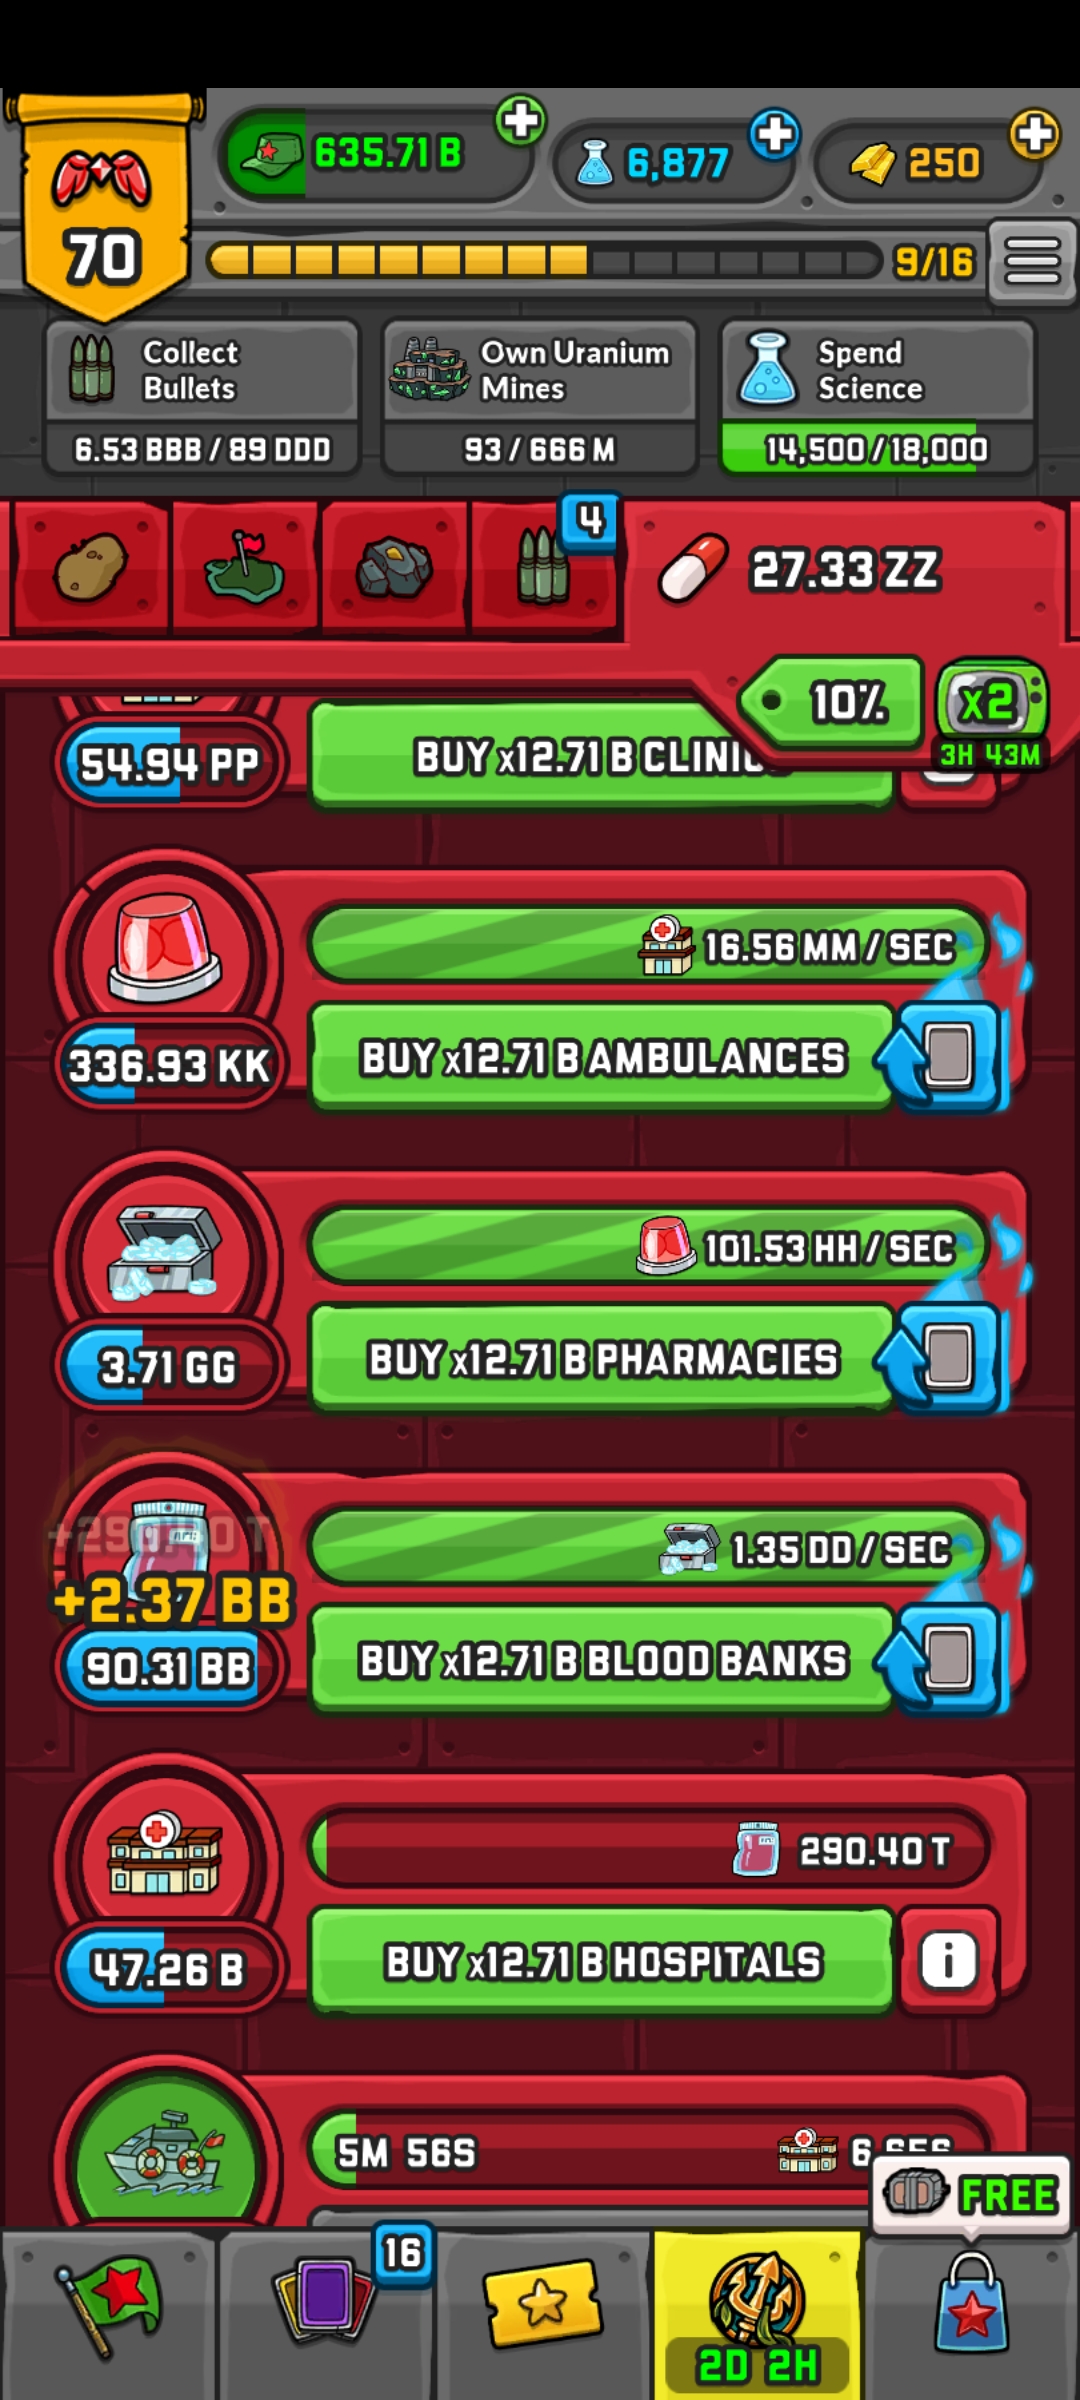 70
635.71 B
6,877
250
9/16
Collect
Bullets
6.53 BBB / 89 DDD
Own Uranium
Mines
93 / 666 M
Spend
Science
14,500/18,000
4
27.33 ZZ
10%
x2
3H 43M
54.94 PP
BUY x12.71 B
16.56 MM / SEC
336.93 KK
BUY x12.71 B AMBULANCES
101.53 HH / SEC
3.71 GG
BUY x12.71 B PHARMACIES
1.35 DD / SEC
+290.40 T
+2.37 BB
90.31 BB
BUY x12.71 B BLOOD BANKS
290.40 T
47.26 B
BUY x12.71 B HOSPITALS
i
5M 56S
FREE
16
2D 2H